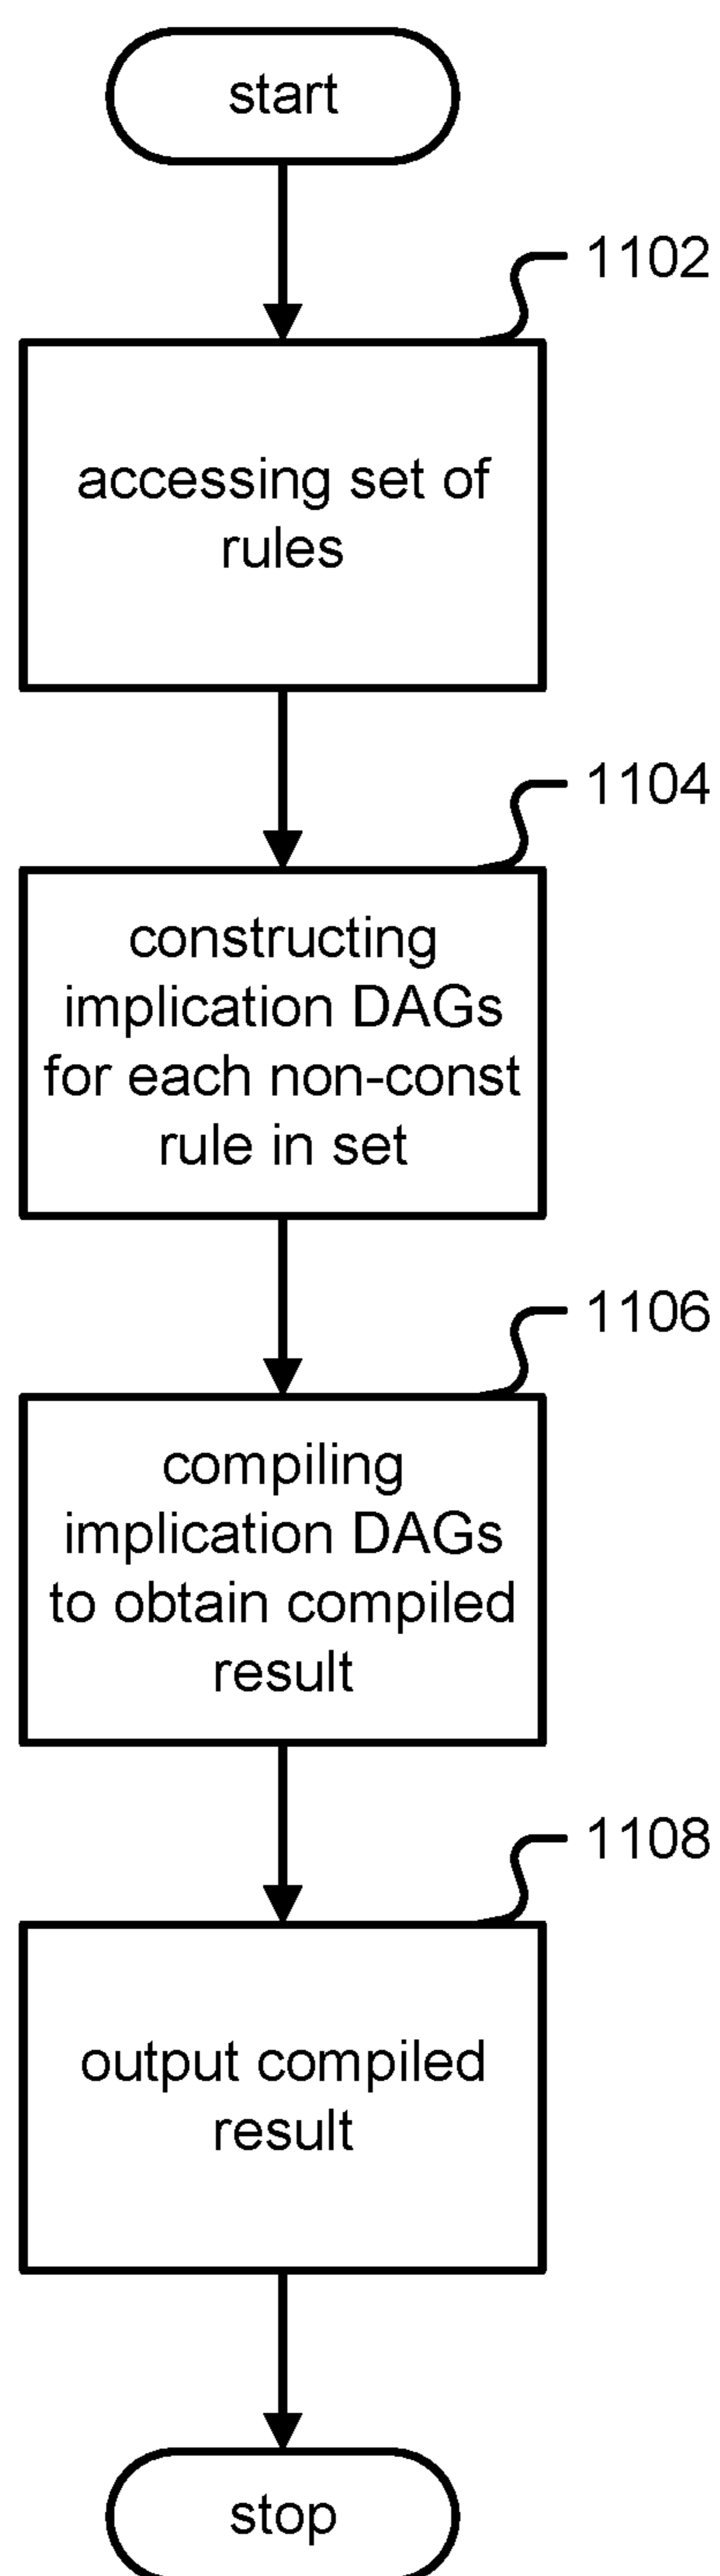 start
1102
accessing set of
rules
1104
constructing
implication DAGs
for each non-const
rule in set
1106
compiling
implication DAGs
to obtain compiled
result
1108
output compiled
result
stop